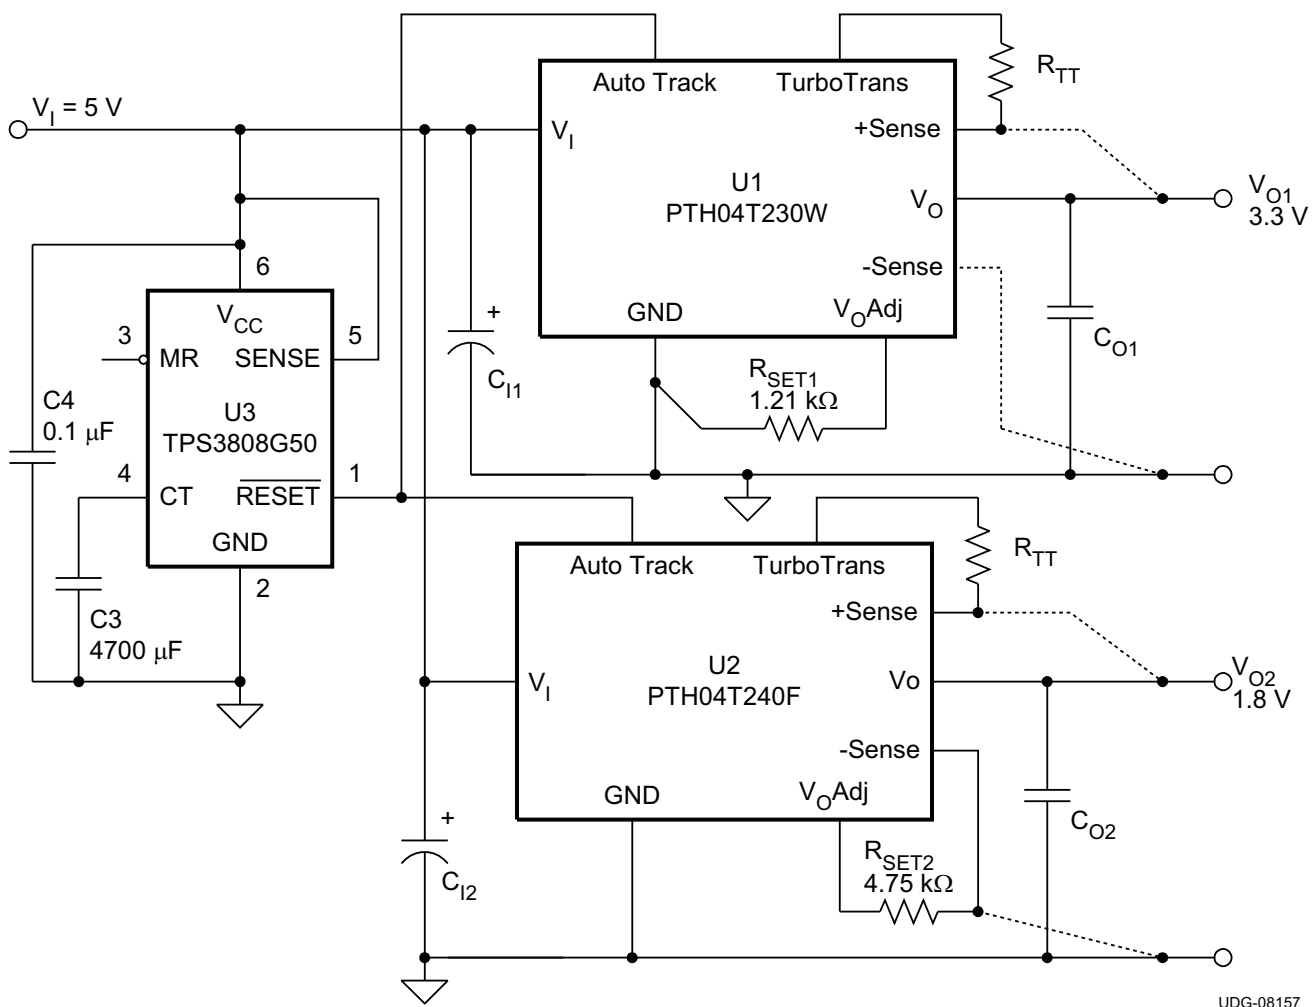 V_I = 5 V
Auto Track
TurboTrans
R_TT
V_I
+Sense
U1
PTH04T230W
V_O
V_O1
3.3 V
-Sense
GND
V_OAdj
6
V_CC
3
5
MR
SENSE
+
C_I1
R_SET1
1.21 kΩ
C_O1
C4
0.1 μF
U3
TPS3808G50
4
1
CT
RESET
GND
2
C3
4700 μF
Auto Track
TurboTrans
R_TT
+Sense
U2
PTH04T240F
V_I
Vo
V_O2
1.8 V
-Sense
GND
V_OAdj
+
C_I2
R_SET2
4.75 kΩ
C_O2
UDG-08157